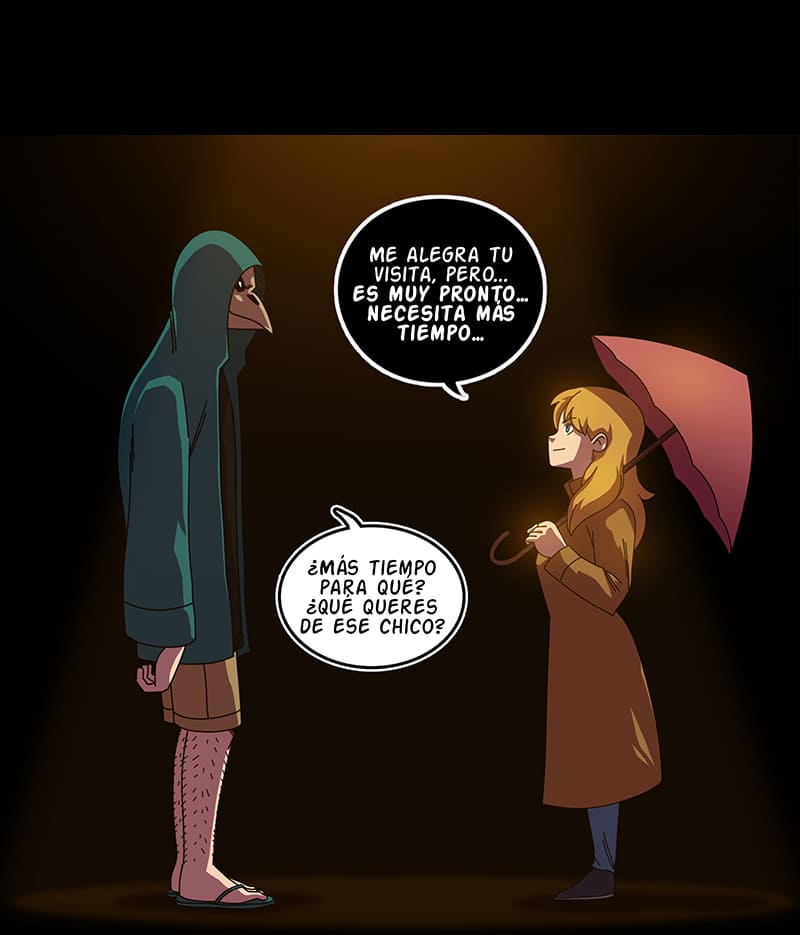 ME ALEGRA TU
VISITA, PERO...
ES MUY PRONTO...
NECESITA MÁS
TIEMPO...
¿MÁS TIEMPO
PARA QUÉ?
¿QUÉ QUERES
DE ESE CHICO?